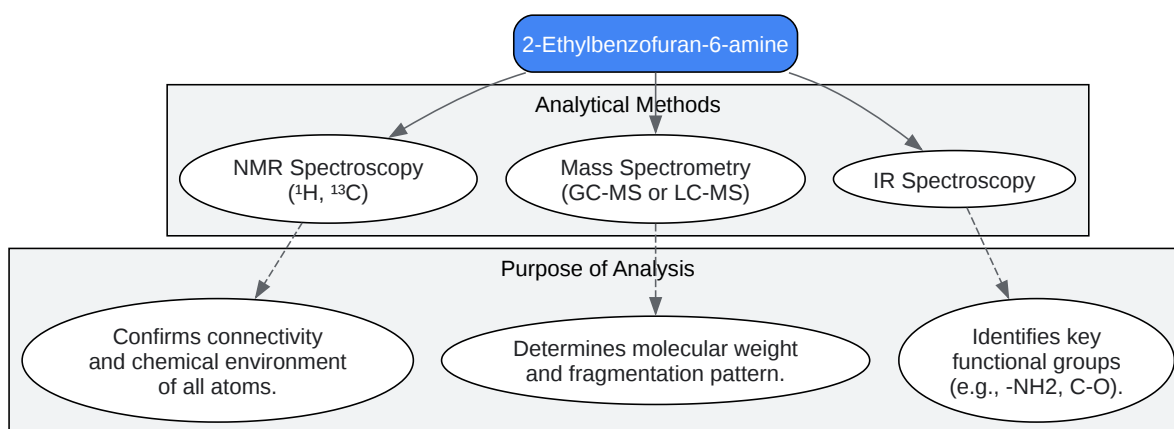 2-Ethylbenzofuran-6-amine
Analytical Methods
NMR Spectroscopy
(¹H, ¹³C)
Mass Spectrometry
(GC-MS or LC-MS)
IR Spectroscopy
Purpose of Analysis
Confirms connectivity
and chemical environment
of all atoms.
Determines molecular weight
and fragmentation pattern.
Identifies key
functional groups
(e.g., -NH2, C-O).